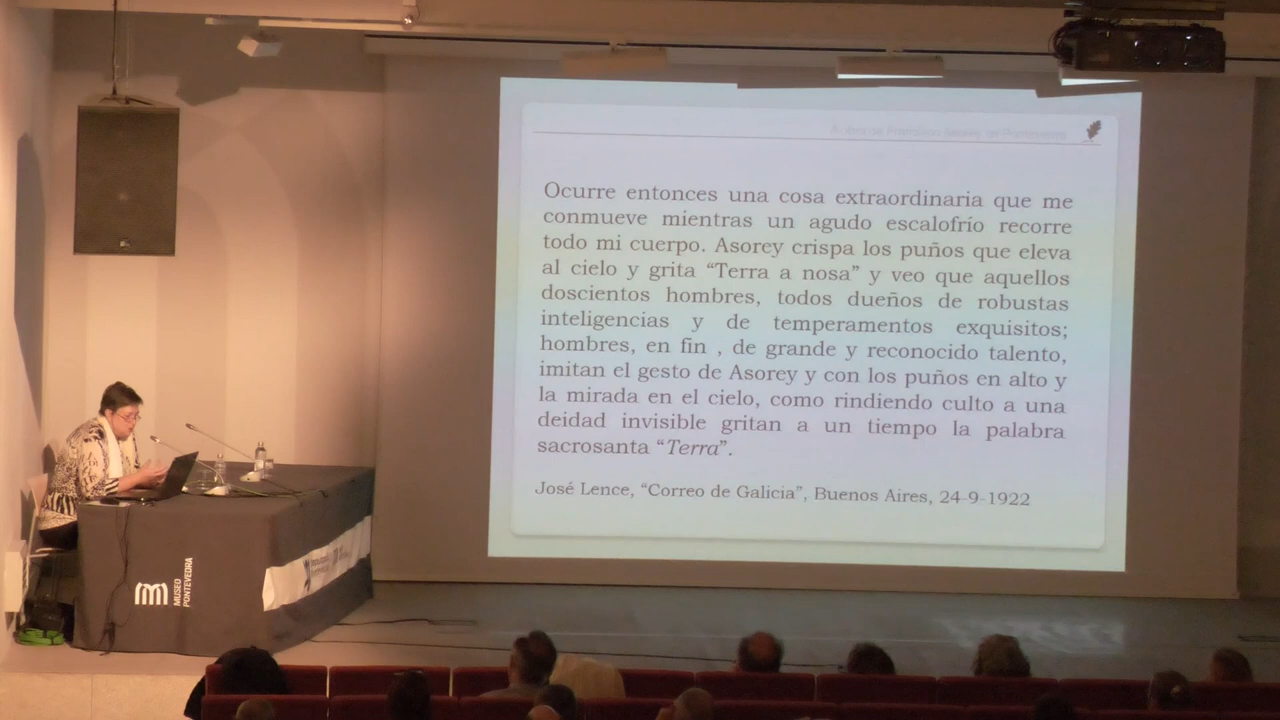 Ocurre entonces una cosa extraordinaria que me
conmueve mientras un agudo escalofrío recorre
todo mi cuerpo. Asorey crispa los puños que eleva
al cielo y grita “Terra a nosa” y veo que aquellos
doscientos hombres, todos dueños de robustas
inteligencias y de temperamentos exquisitos;
hombres, en fin , de grande y reconocido talento,
imitan el gesto de Asorey y con los puños en alto y
la mirada en el cielo, como rindiendo culto a una
deidad invisible gritan a un tiempo la palabra
sacrosanta “Terra”.
José Lence, “Correo de Galicia”, Buenos Aires, 24-9-1922
MUSEO
PONTEVEDRA